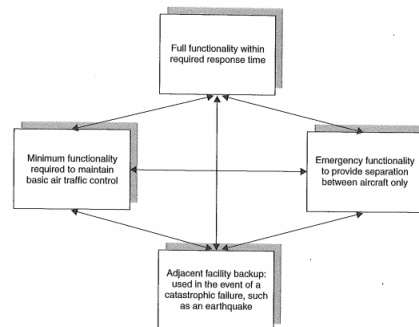 Full functionality within
required response time
Minimum functionality
required to maintain
basic air traffic control
Emergency functionality
to provide separation
between aircraft only
Adjacent facility backup:
used in the event of a
catastrophic failure, such
as an earthquake